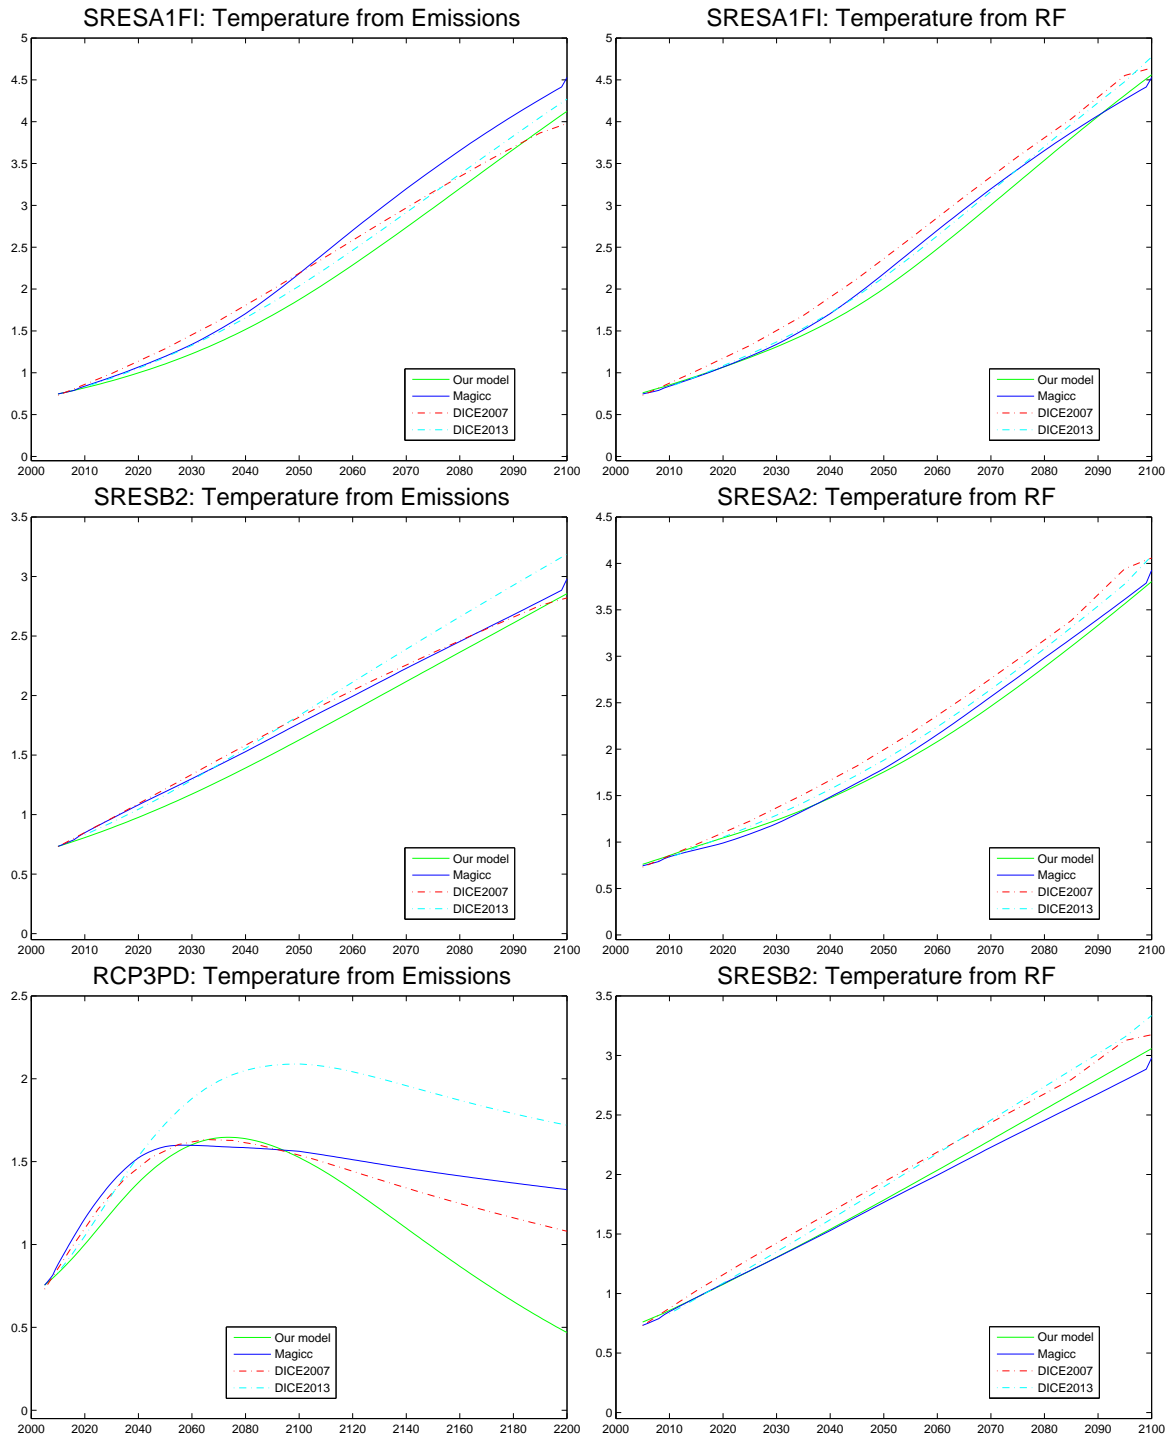 SRESA1FI: Temperature from Emissions
5
4.5
4
3.5
3
2.5
2
1.5
1
0.5
0
2000 2010 2020 2030 2040 2050 2060 2070 2080 2090 2100
Our model
Magicc
DICE2007
DICE2013
SRESA1FI: Temperature from RF
5
4.5
4
3.5
3
2.5
2
1.5
1
0.5
0
2000 2010 2020 2030 2040 2050 2060 2070 2080 2090 2100
Our model
Magicc
DICE2007
DICE2013
SRESB2: Temperature from Emissions
3.5
3
2.5
2
1.5
1
0.5
0
2000 2010 2020 2030 2040 2050 2060 2070 2080 2090 2100
Our model
Magicc
DICE2007
DICE2013
SRESA2: Temperature from RF
4.5
4
3.5
3
2.5
2
1.5
1
0.5
0
2000 2010 2020 2030 2040 2050 2060 2070 2080 2090 2100
Our model
Magicc
DICE2007
DICE2013
RCP3PD: Temperature from Emissions
2.5
2
1.5
1
0.5
0
2000 2020 2040 2060 2080 2100 2120 2140 2160 2180 2200
Our model
Magicc
DICE2007
DICE2013
SRESB2: Temperature from RF
3.5
3
2.5
2
1.5
1
0.5
0
2000 2010 2020 2030 2040 2050 2060 2070 2080 2090 2100
Our model
Magicc
DICE2007
DICE2013